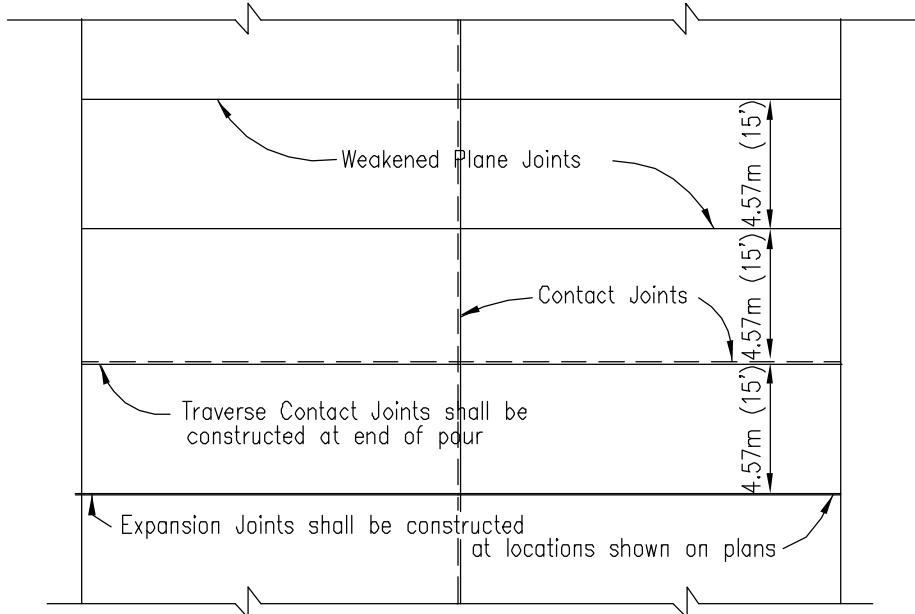 4.57m (15')
Weakened Plane Joints
4.57m (15')
Contact Joints
4.57m (15')
Traverse Contact Joints shall be
constructed at end of pour
Expansion Joints shall be constructed
at locations shown on plans